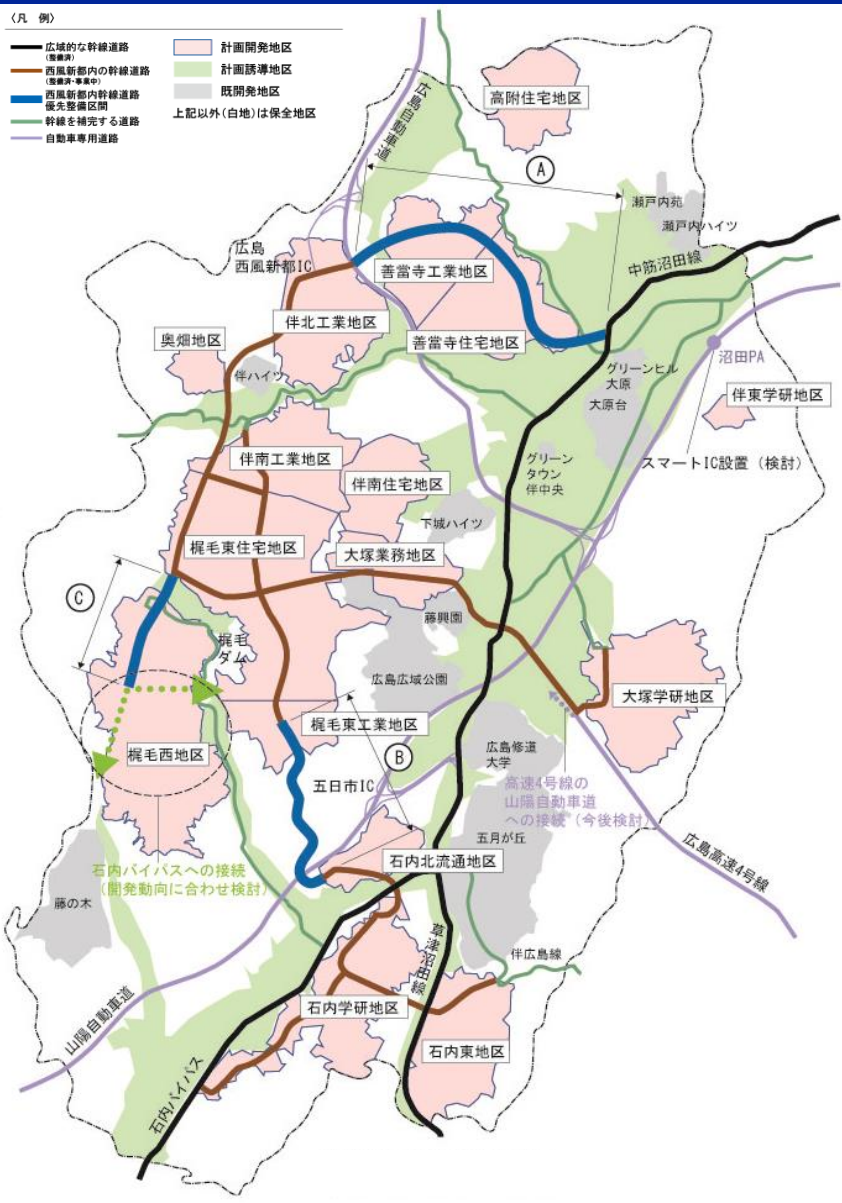 〈凡 例〉
広域的な幹線道路
(整備済)
西風新都内の幹線道路
(整備済・事業中)
西風新都内幹線道路
優先整備区間
幹線を補完する道路
自動車専用道路
計画開発地区
計画誘導地区
既開発地区
上記以外(白地)は保全地区
高附住宅地区
広島自動車道
A
瀬戸内苑
瀬戸内ハイツ
中筋沼田線
広島
西風新都IC
善當寺工業地区
伴北工業地区
善當寺住宅地区
奥畑地区
沼田PA
伴ハイツ
グリーンヒル
大原
大原台
伴東学研地区
伴南工業地区
グリーン
タウン
伴中央
スマートIC設置(検討)
伴南住宅地区
下城ハイツ
梶毛東住宅地区
大塚業務地区
C
藤興園
梶毛
ダム
広島広域公園
大塚学研地区
梶毛東工業地区
梶毛西地区
B
広島修道
大学
五日市IC
高速4号線の
山陽自動車道
への接続(今後検討)
五月が丘
広島高速4号線
石内北流通地区
石内バイパスへの接続
(開発動向に合わせ検討)
藤の木
草津沼田線
伴広島線
石内学研地区
山陽自動車道
石内東地区
石内バイパス